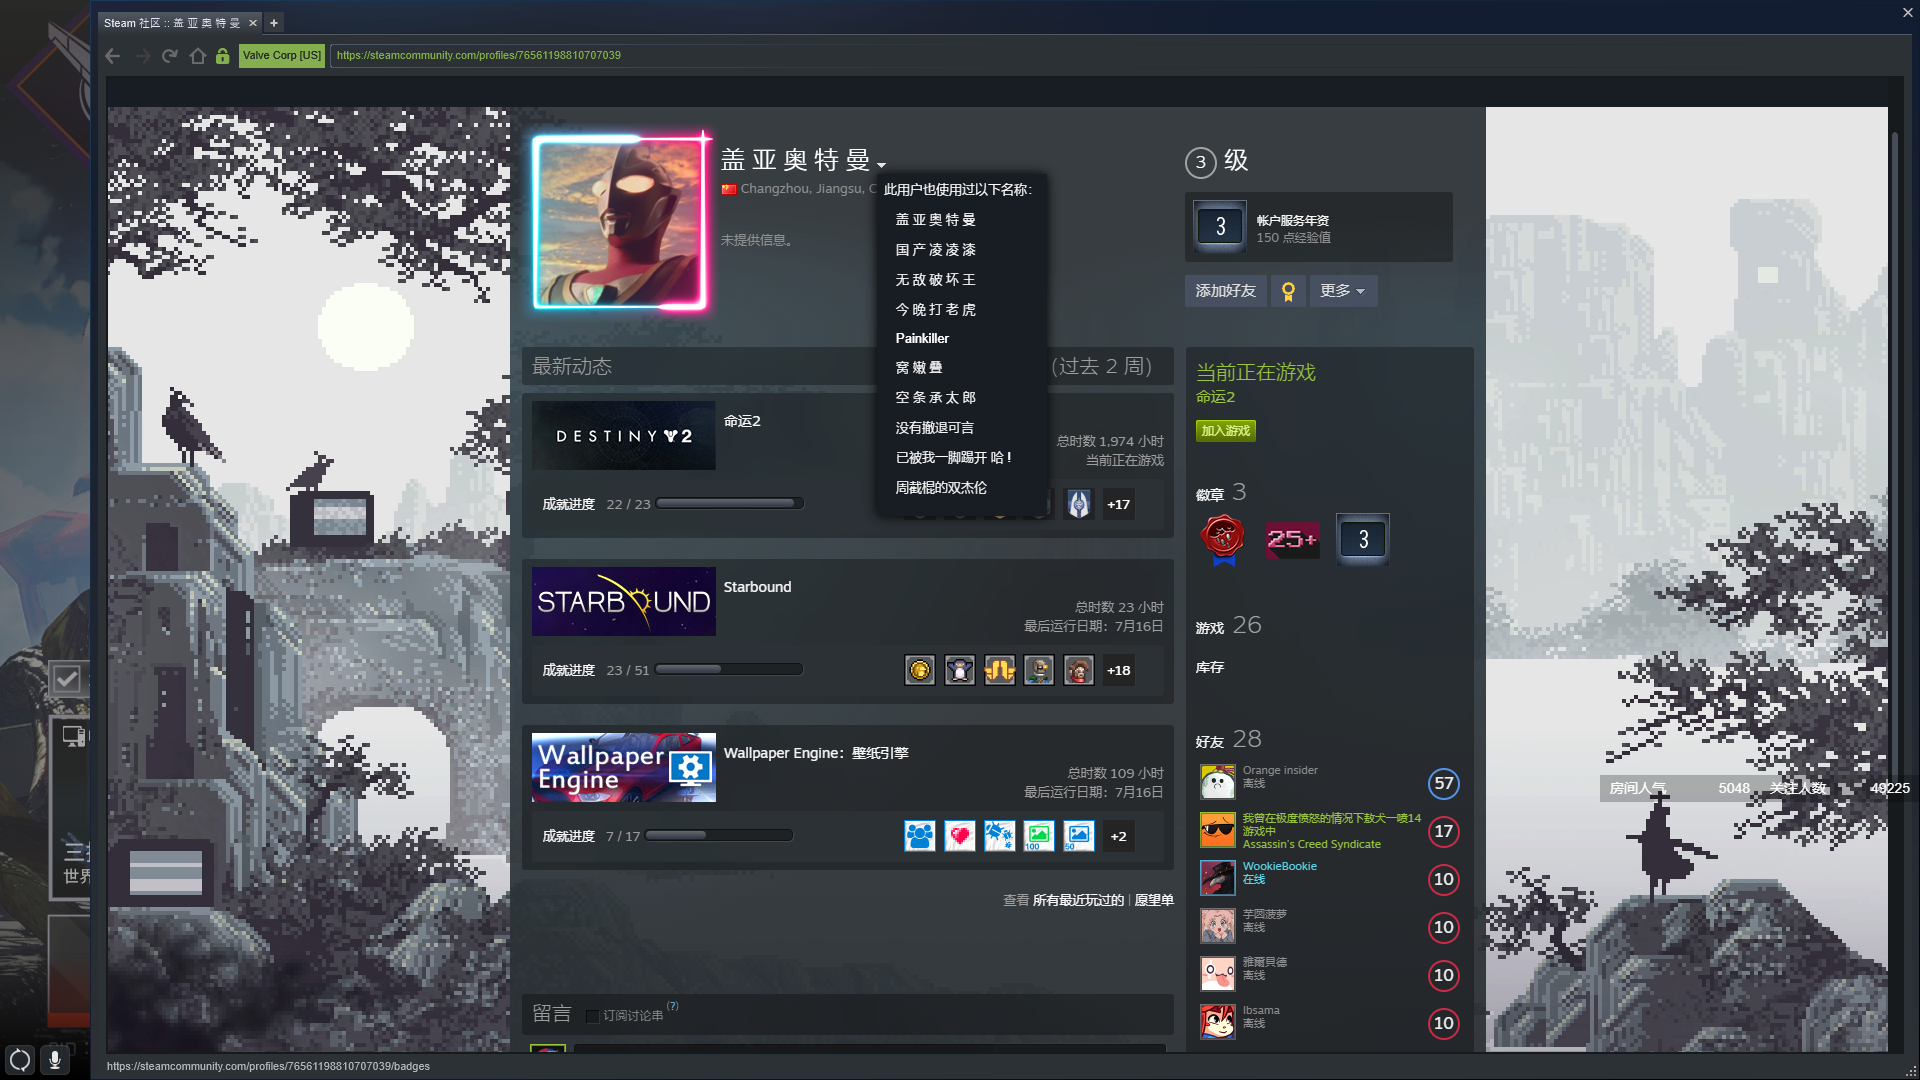 Steam 社区 :: 盖 亚 奥 特 曼
Valve Corp [US]
https://steamcommunity.com/profiles/76561198810707039
盖 亚 奥 特 曼
Changzhou, Jiangsu, C
未提供信息。
此用户也使用过以下名称：
盖 亚 奥 特 曼
国 产 凌 凌 漆
无 敌 破 坏 王
今 晚 打 老 虎
Painkiller
窝 嫩 叠
空 条 承 太 郎
没有撤退可言
已被我一脚踢开 哈！
周截棍的双杰伦
3 级
3
帐户服务年资
150 点经验值
添加好友
更多
最新动态
(过去 2 周)
DESTINY 2
命运2
总时数 1,974 小时
当前正在游戏
成就进度 22 / 23
+17
STARBOUND
Starbound
总时数 23 小时
最后运行日期：7月16日
成就进度 23 / 51
+18
Wallpaper Engine
Wallpaper Engine：壁纸引擎
总时数 109 小时
最后运行日期：7月16日
成就进度 7 / 17
100
50
+2
查看 所有最近玩过的 | 愿望单
留言 订阅讨论串 (?)
当前正在游戏
命运2
加入游戏
徽章 3
25+
3
游戏 26
库存
好友 28
Orange insider
离线
57
我曾在极度愤怒的情况下敖犬一喷14
游戏中
Assassin's Creed Syndicate
17
WookieBookie
在线
10
芋圆菠萝
离线
10
雅爾貝德
离线
10
Ibsama
离线
10
房间人气 5048 关注人数 49225
世界
https://steamcommunity.com/profiles/76561198810707039/badges